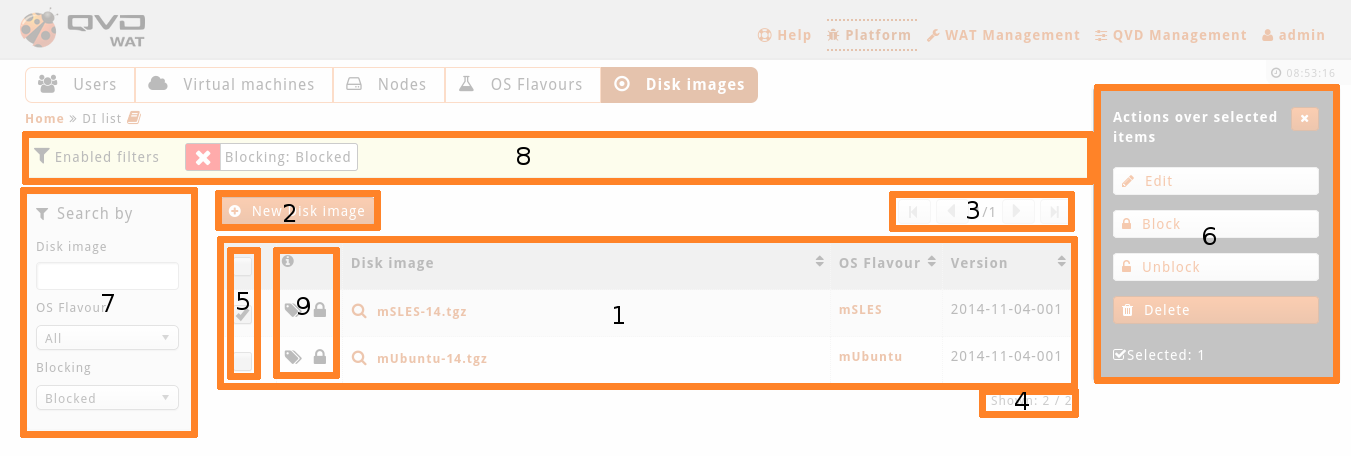 QVD
WAT
Help Platform WAT Management QVD Management admin
08:53:16
Users Virtual machines Nodes OS Flavours Disk images
Home » DI list
Enabled filters Blocking: Blocked 8
Actions over selected
items
Search by
2 New Disk image
3 /1
Edit
Block
6
Unblock
Delete
Selected: 1
Disk image
7
OS Flavour
All
Blocking
Blocked
Disk image OS Flavour Version
5 9 1
mSLES-14.tgz mSLES 2014-11-04-001
mUbuntu-14.tgz mUbuntu 2014-11-04-001
4 Shown: 2 / 2